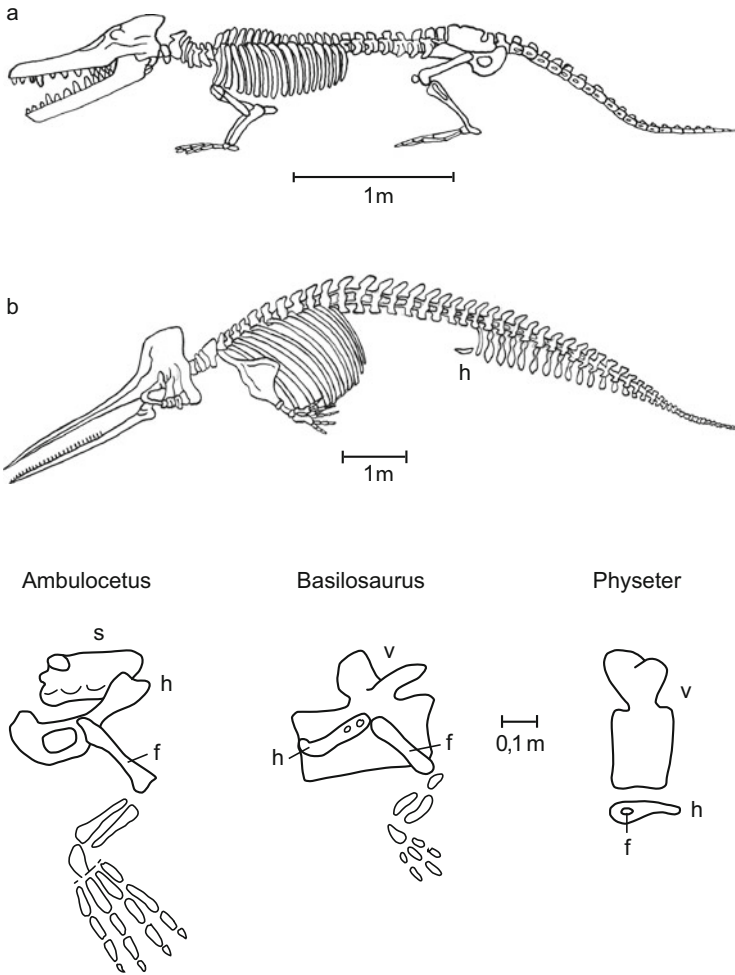 a
1m
b
h
1m
Ambulocetus
Basilosaurus
Physeter
s
h
f
v
h
f
0,1 m
v
h
f